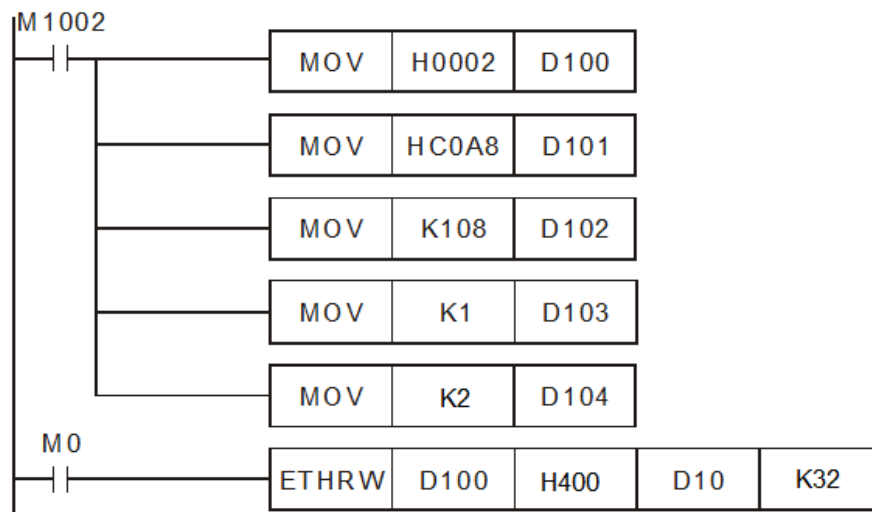 M1002
MOV H0002 D100
MOV HC0A8 D101
MOV K108 D102
MOV K1 D103
MOV K2 D104
M0
ETHRW D100 H400 D10 K32